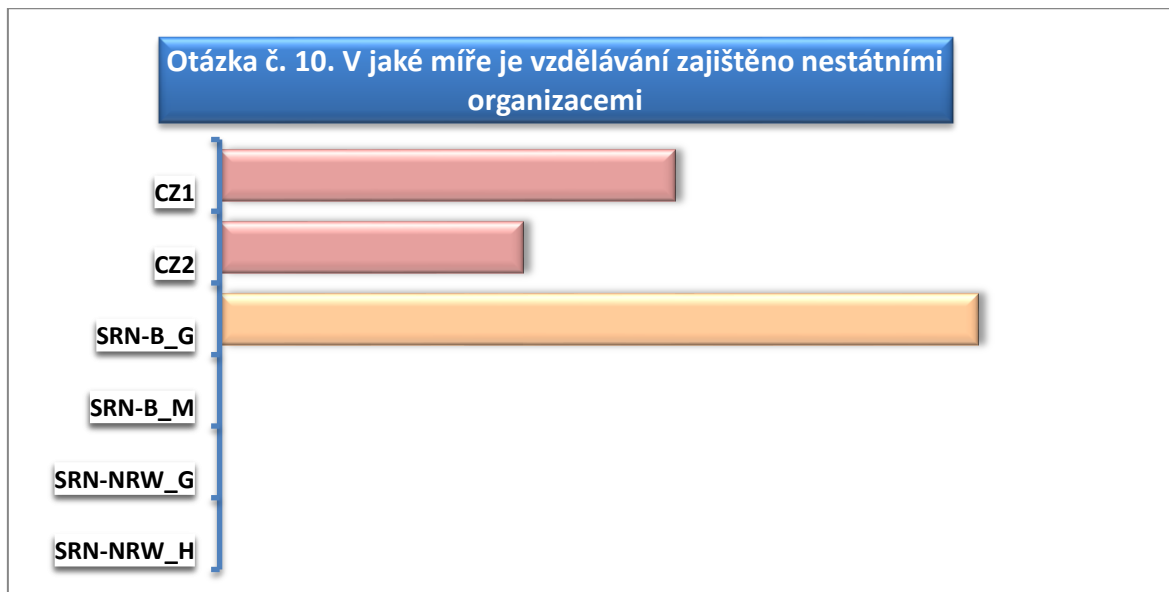 Otázka č. 10. V jaké míře je vzdělávání zajištěno nestátními
organizacemi
CZ1
CZ2
SRN-B_G
SRN-B_M
SRN-NRW_G
SRN-NRW_H